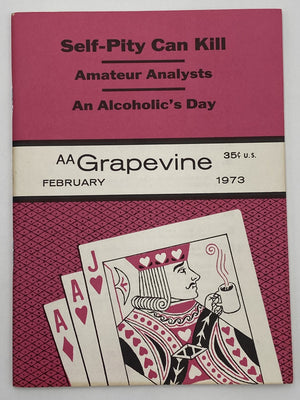 Self-Pity Can Kill
Amateur Analysts
An Alcoholic's Day
AA Grapevine 35¢ U.S.
FEBRUARY 1973
A
A
J